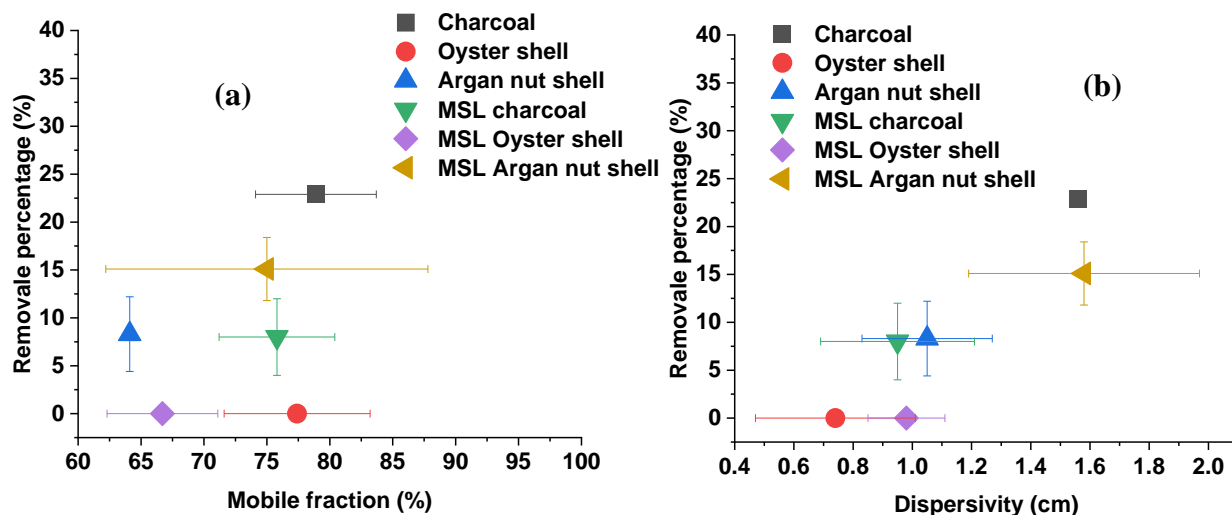 Charcoal
Oyster shell
Argan nut shell
MSL charcoal
MSL Oyster shell
MSL Argan nut shell
(a)
Removale percentage (%)
40
35
30
25
20
15
10
5
0
60 65 70 75 80 85 90 95 100
Mobile fraction (%)
Charcoal
Oyster shell
Argan nut shell
MSL charcoal
MSL Oyster shell
MSL Argan nut shell
(b)
Removale percentage (%)
40
35
30
25
20
15
10
5
0
0.4 0.6 0.8 1.0 1.2 1.4 1.6 1.8 2.0
Dispersivity (cm)